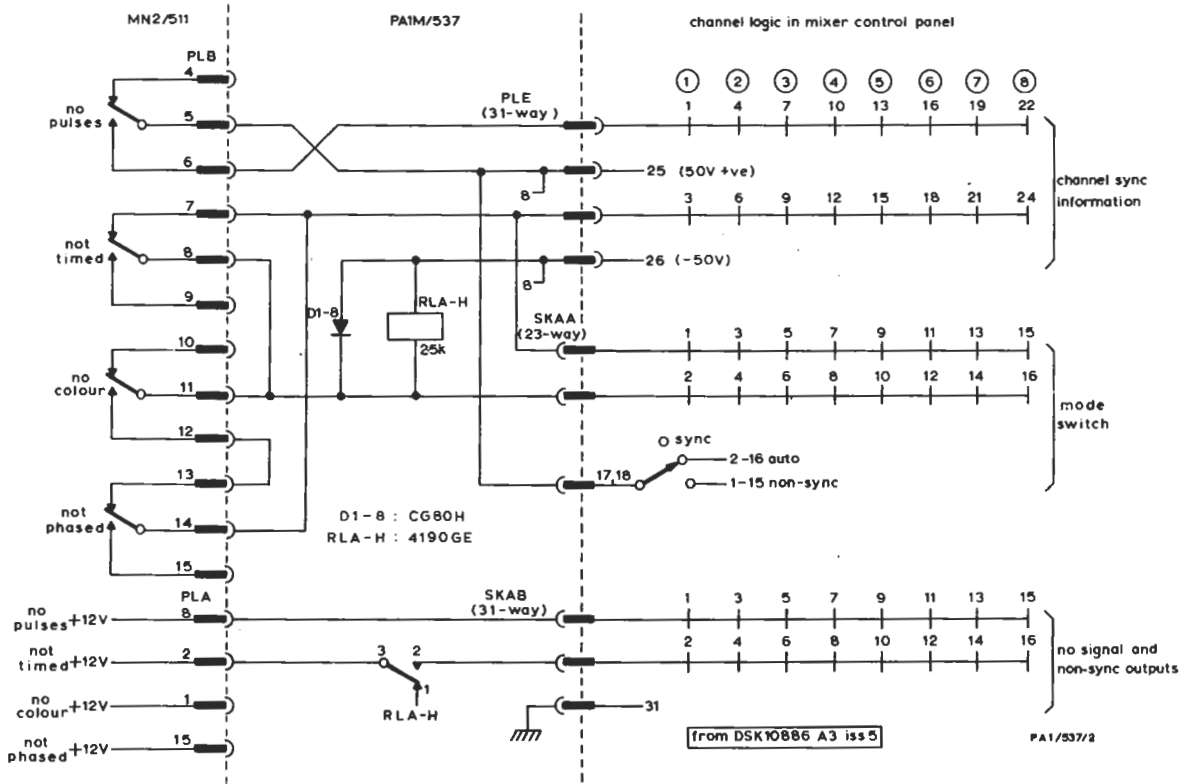 MN2/511
PA1M/537
channel logic in mixer control panel
PLB
4
5
6
no
pulses
7
8
9
not
timed
10
11
12
no
colour
13
14
15
not
phased
PLE
(31-way)
8
8
D1-8
RLA-H
25k
SKAA
(23-way)
D1-8 : CG80H
RLA-H : 4190GE
1 2 3 4 5 6 7 8
1 4 7 10 13 16 19 22
25 (50V +ve)
3 6 9 12 15 18 21 24
26 (-50V)
channel sync
information
1 3 5 7 9 11 13 15
2 4 6 8 10 12 14 16
17,18
sync
2-16 auto
1-15 non-sync
mode
switch
PLA
no
pulses +12V
8
not
timed +12V
2
no
colour +12V
1
not
phased +12V
15
SKAB
(31-way)
3 2
1
RLA-H
1 3 5 7 9 11 13 15
2 4 6 8 10 12 14 16
31
no signal and
non-sync outputs
from DSK10886 A3 iss 5
PA1/537/2